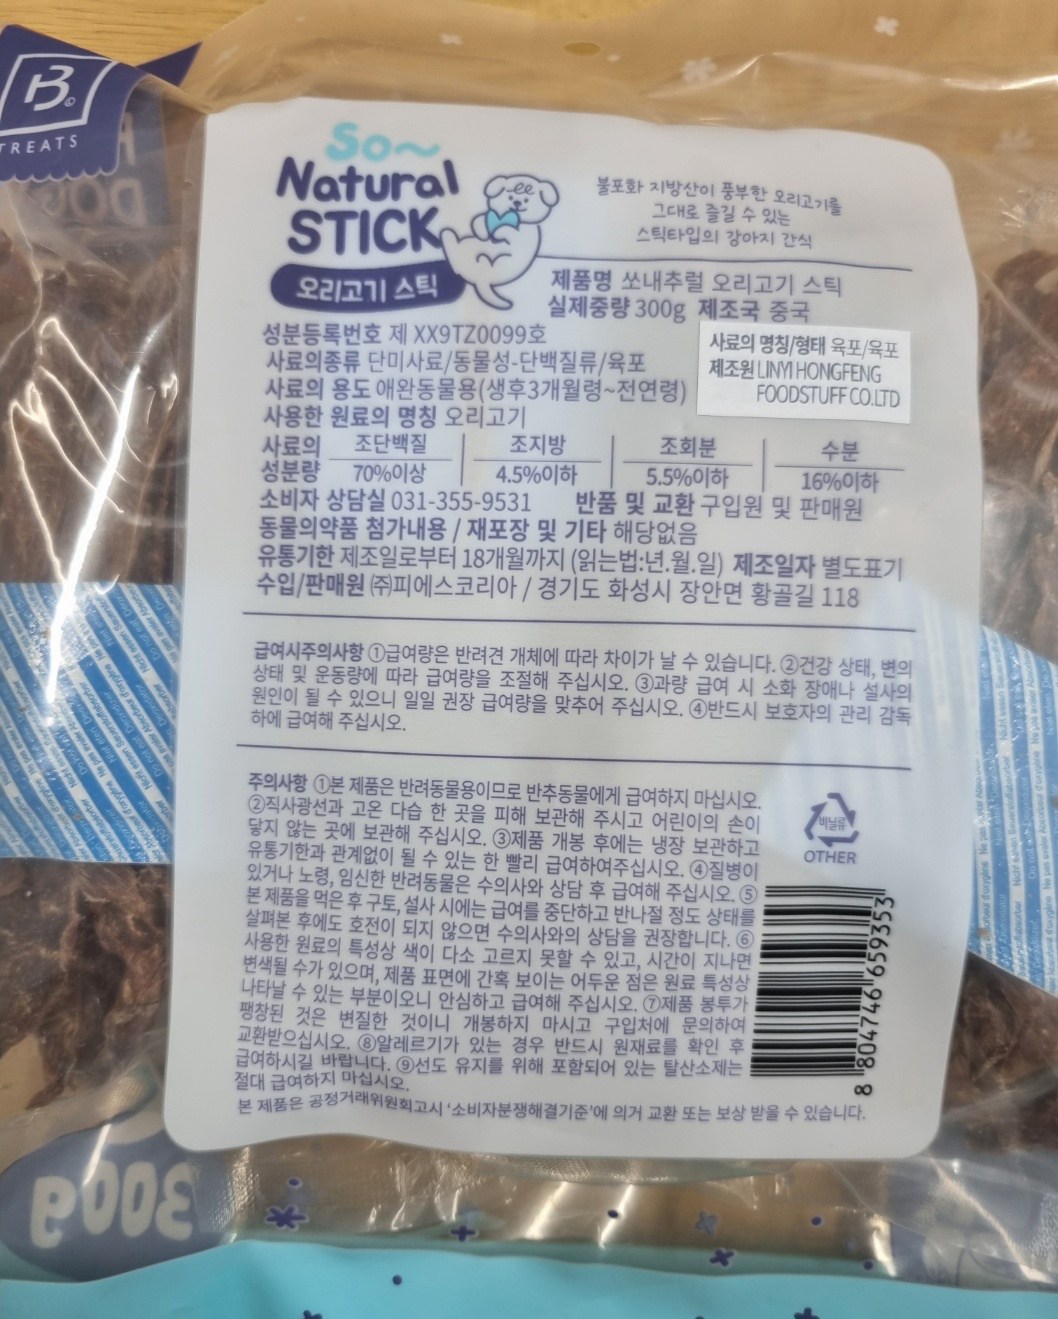 B
TREATS
So~
Natural
STICK
오리고기 스틱
불포화 지방산이 풍부한 오리고기를
그대로 즐길 수 있는
스틱타입의 강아지 간식
제품명 쏘내추럴 오리고기 스틱
실제중량 300g 제조국 중국
성분등록번호 제 XX9TZ0099호
사료의종류 단미사료/동물성-단백질류/육포
사료의 용도 애완동물용(생후3개월령~전연령)
사용한 원료의 명칭 오리고기
사료의 명칭/형태 육포/육포
제조원 LINYI HONGFENG
FOODSTUFF CO.LTD
사료의 성분량
조단백질 조지방 조회분 수분
70%이상 4.5%이하 5.5%이하 16%이하
소비자 상담실 031-355-9531 반품 및 교환 구입원 및 판매원
동물의약품 첨가내용 / 재포장 및 기타 해당없음
유통기한 제조일로부터 18개월까지 (읽는법:년.월.일) 제조일자 별도표기
수입/판매원 ㈜피에스코리아 / 경기도 화성시 장안면 황골길 118
급여시주의사항 ①급여량은 반려견 개체에 따라 차이가 날 수 있습니다. ②건강 상태, 변의
상태 및 운동량에 따라 급여량을 조절해 주십시오. ③과량 급여 시 소화 장애나 설사의
원인이 될 수 있으니 일일 권장 급여량을 맞추어 주십시오. ④반드시 보호자의 관리 감독
하에 급여해 주십시오.
주의사항 ①본 제품은 반려동물용이므로 반추동물에게 급여하지 마십시오.
②직사광선과 고온 다습 한 곳을 피해 보관해 주시고 어린이의 손이
닿지 않는 곳에 보관해 주십시오. ③제품 개봉 후에는 냉장 보관하고
유통기한과 관계없이 될 수 있는 한 빨리 급여하여주십시오. ④질병이
있거나 노령, 임신한 반려동물은 수의사와 상담 후 급여해 주십시오. ⑤
본 제품을 먹은 후 구토, 설사 시에는 급여를 중단하고 반나절 정도 상태를
살펴본 후에도 호전이 되지 않으면 수의사와의 상담을 권장합니다. ⑥
사용한 원료의 특성상 색이 다소 고르지 못할 수 있고, 시간이 지나면
변색될 수가 있으며, 제품 표면에 간혹 보이는 어두운 점은 원료 특성상
나타날 수 있는 부분이오니 안심하고 급여해 주십시오. ⑦제품 봉투가
팽창된 것은 변질한 것이니 개봉하지 마시고 구입처에 문의하여
교환받으십시오. ⑧알레르기가 있는 경우 반드시 원재료를 확인 후
급여하시길 바랍니다. ⑨선도 유지를 위해 포함되어 있는 탈산소제는
절대 급여하지 마십시오.
본 제품은 공정거래위원회고시 '소비자분쟁해결기준'에 의거 교환 또는 보상 받을 수 있습니다.
비닐류
OTHER
8 804746 659353
300g